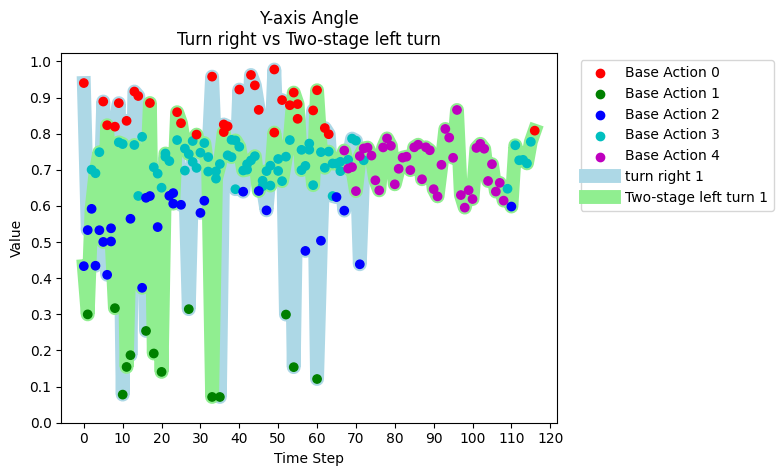 Y-axis Angle
Turn right vs Two-stage left turn
1.0
0.9
0.8
0.7
0.6
0.5
0.4
0.3
0.2
0.1
0.0
Value
0 10 20 30 40 50 60 70 80 90 100 110 120
Time Step
Base Action 0
Base Action 1
Base Action 2
Base Action 3
Base Action 4
turn right 1
Two-stage left turn 1